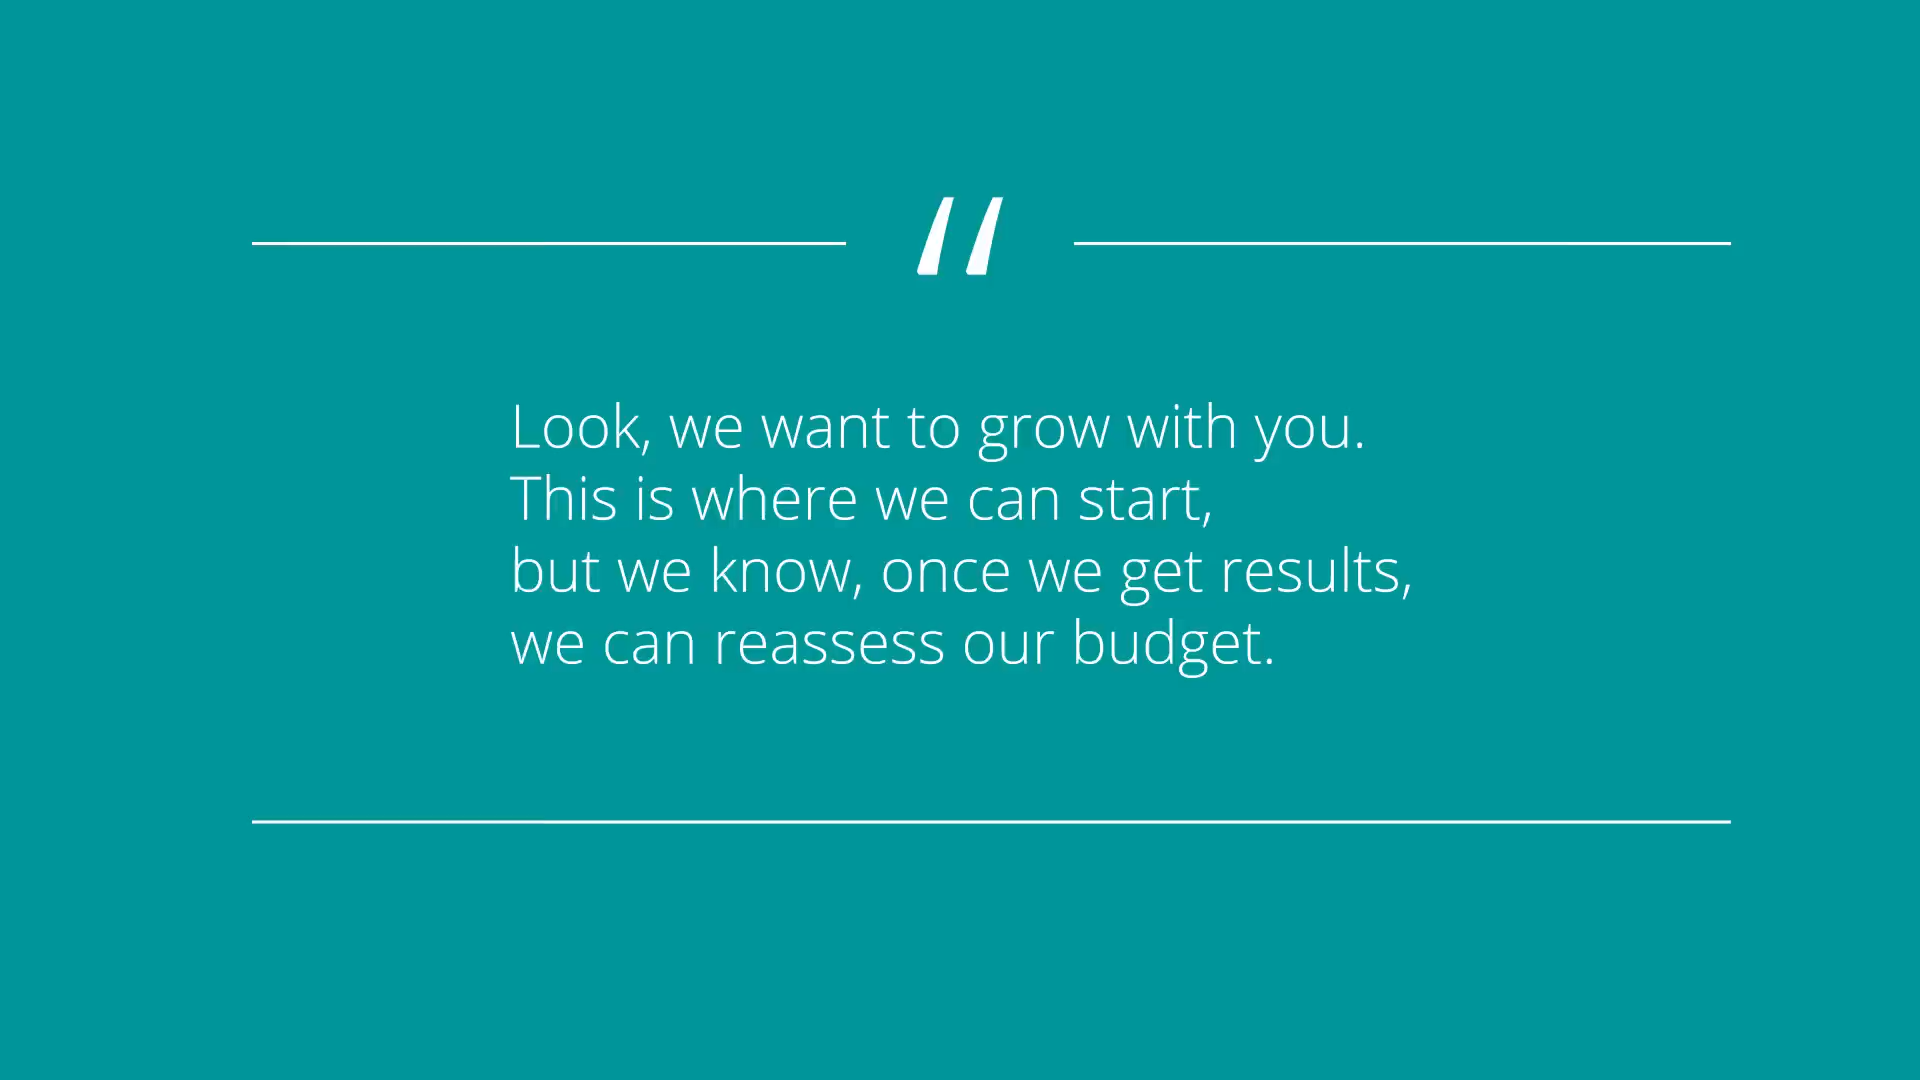 “
Look, we want to grow with you.
This is where we can start,
but we know, once we get results,
we can reassess our budget.